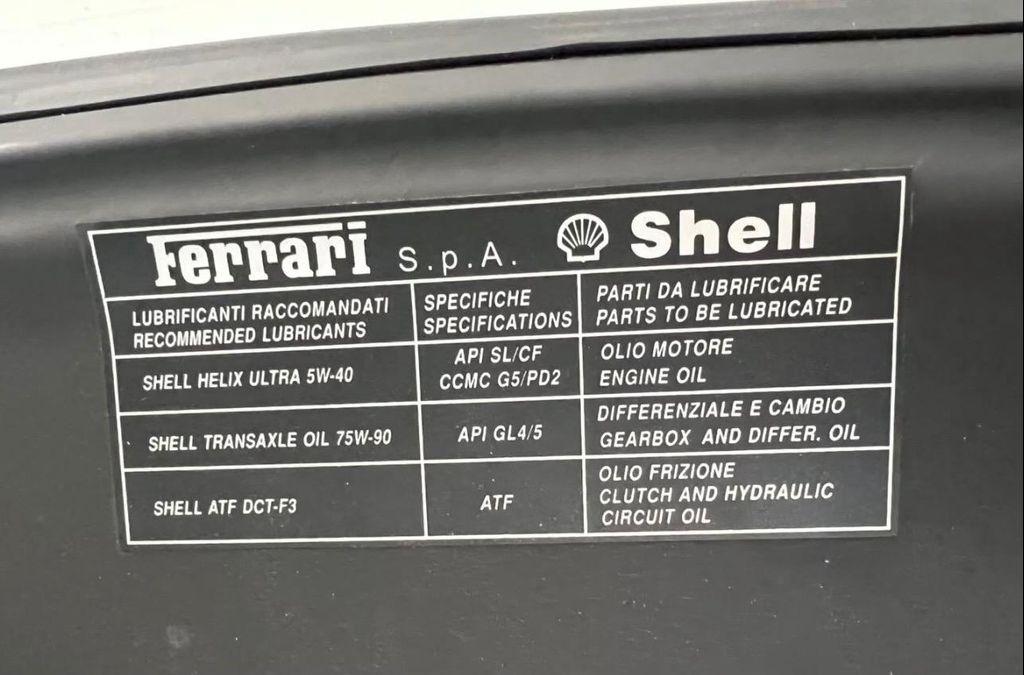 Ferrari S.p.A. Shell
LUBRIFICANTI RACCOMANDATI
RECOMMENDED LUBRICANTS
SPECIFICHE
SPECIFICATIONS
PARTI DA LUBRIFICARE
PARTS TO BE LUBRICATED
SHELL HELIX ULTRA 5W-40
API SL/CF
CCMC G5/PD2
OLIO MOTORE
ENGINE OIL
SHELL TRANSAXLE OIL 75W-90
API GL4/5
DIFFERENZIALE E CAMBIO
GEARBOX AND DIFFER. OIL
SHELL ATF DCT-F3
ATF
OLIO FRIZIONE
CLUTCH AND HYDRAULIC
CIRCUIT OIL